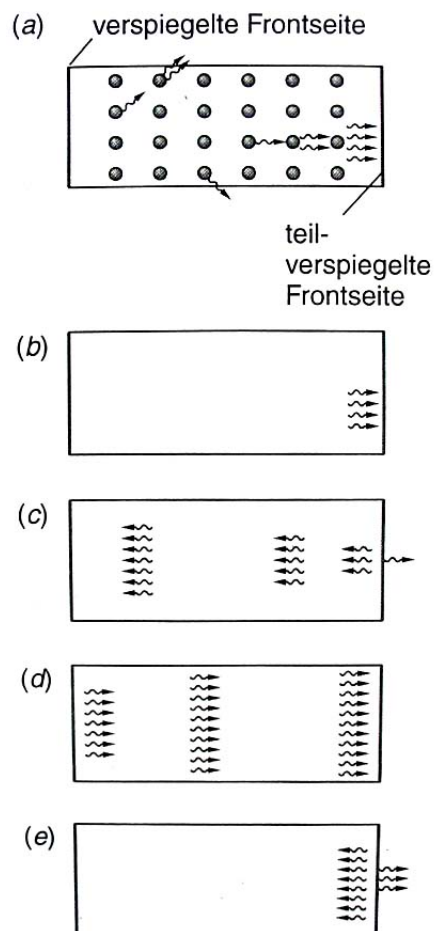 (a) verspiegelte Frontseite
teil-
verspiegelte
Frontseite
(b)
(c)
(d)
(e)